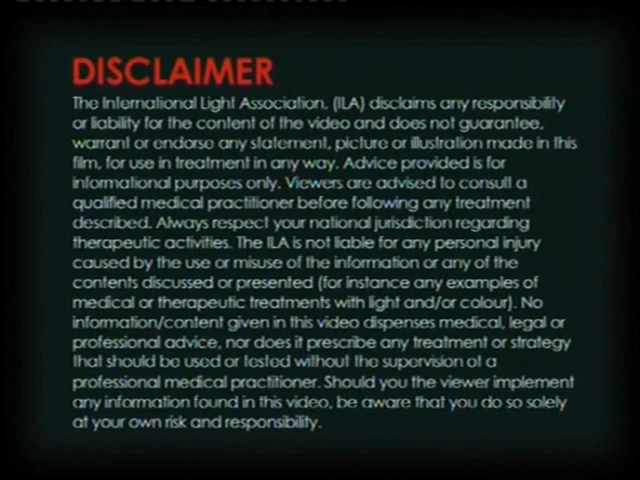 DISCLAIMER
The International Light Association, (ILA) disclaims any responsibility
or liability for the content of the video and does not guarantee,
warrant or endorse any statement, picture or illustration made in this
film, for use in treatment in any way. Advice provided is for
informational purposes only. Viewers are advised to consult a
qualified medical practitioner before following any treatment
described. Always respect your national jurisdiction regarding
therapeutic activities. The ILA is not liable for any personal injury
caused by the use or misuse of the information or any of the
contents discussed or presented (for instance any examples of
medical or therapeutic treatments with light and/or colour). No
information/content given in this video dispenses medical, legal or
professional advice, nor does it prescribe any treatment or strategy
that should be used or tested without the supervision of a
professional medical practitioner. Should you the viewer implement
any information found in this video, be aware that you do so solely
at your own risk and responsibility.